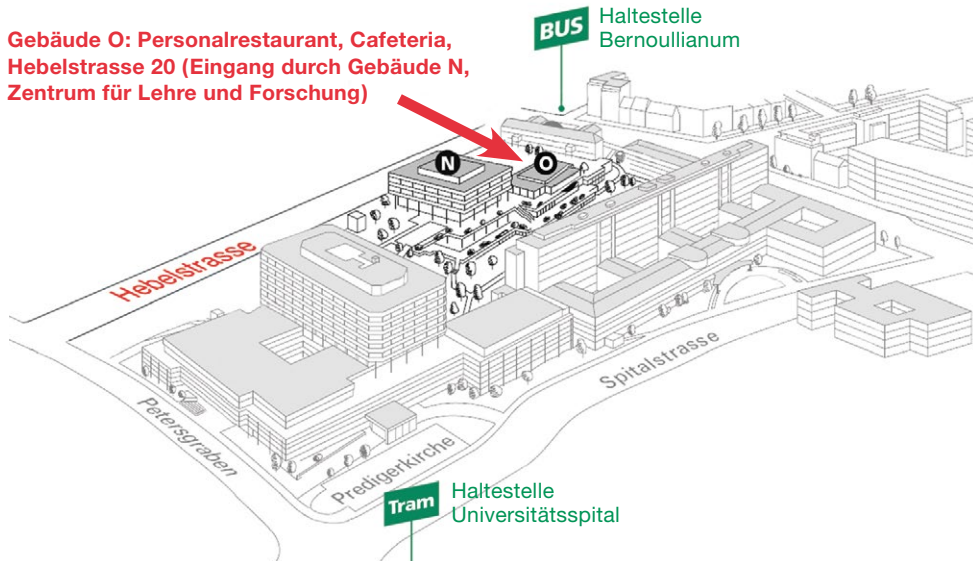 Gebäude O: Personalrestaurant, Cafeteria,
Hebelstrasse 20 (Eingang durch Gebäude N,
Zentrum für Lehre und Forschung)
BUS
Haltestelle
Bernoullianum
N
O
Hebelstrasse
Spitalstrasse
Petersgraben
Predigerkirche
Tram
Haltestelle
Universitätsspital